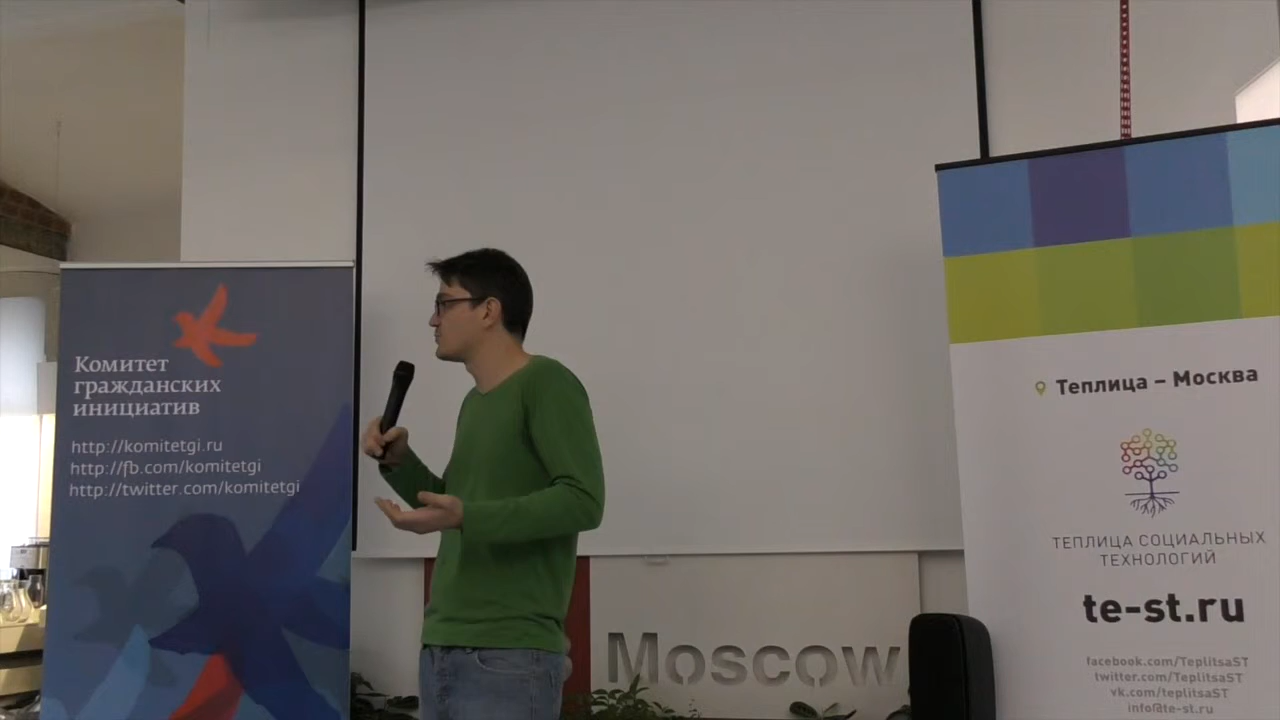 Комитет
гражданских
инициатив
http://komitetgi.ru
http://fb.com/komitetgi
http://twitter.com/komitetgi
Moscow
Теплица – Москва
ТЕПЛИЦА СОЦИАЛЬНЫХ
ТЕХНОЛОГИЙ
te-st.ru
facebook.com/TeplitsaST
twitter.com/TeplitsaST
vk.com/teplitsaST
info@te-st.ru